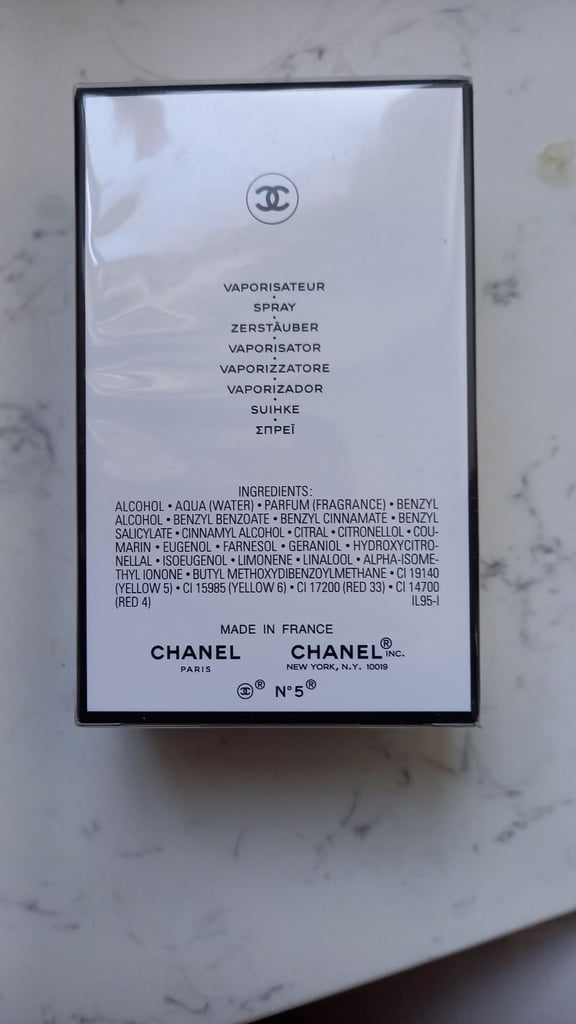 VAPORISATEUR
SPRAY
ZERSTÄUBER
VAPORISATOR
VAPORIZZATORE
VAPORIZADOR
SUIHKE
ΣΠΡΕΪ
INGREDIENTS:
ALCOHOL • AQUA (WATER) • PARFUM (FRAGRANCE) • BENZYL
ALCOHOL • BENZYL BENZOATE • BENZYL CINNAMATE • BENZYL
SALICYLATE • CINNAMYL ALCOHOL • CITRAL • CITRONELLOL • COU-
MARIN • EUGENOL • FARNESOL • GERANIOL • HYDROXYCITRO-
NELLAL • ISOEUGENOL • LIMONENE • LINALOOL • ALPHA-ISOME-
THYL IONONE • BUTYL METHOXYDIBENZOYLMETHANE • CI 19140
(YELLOW 5) • CI 15985 (YELLOW 6) • CI 17200 (RED 33) • CI 14700
(RED 4) IL95-I
MADE IN FRANCE
CHANEL CHANEL® INC.
PARIS NEW YORK, N.Y. 10019
® N°5®